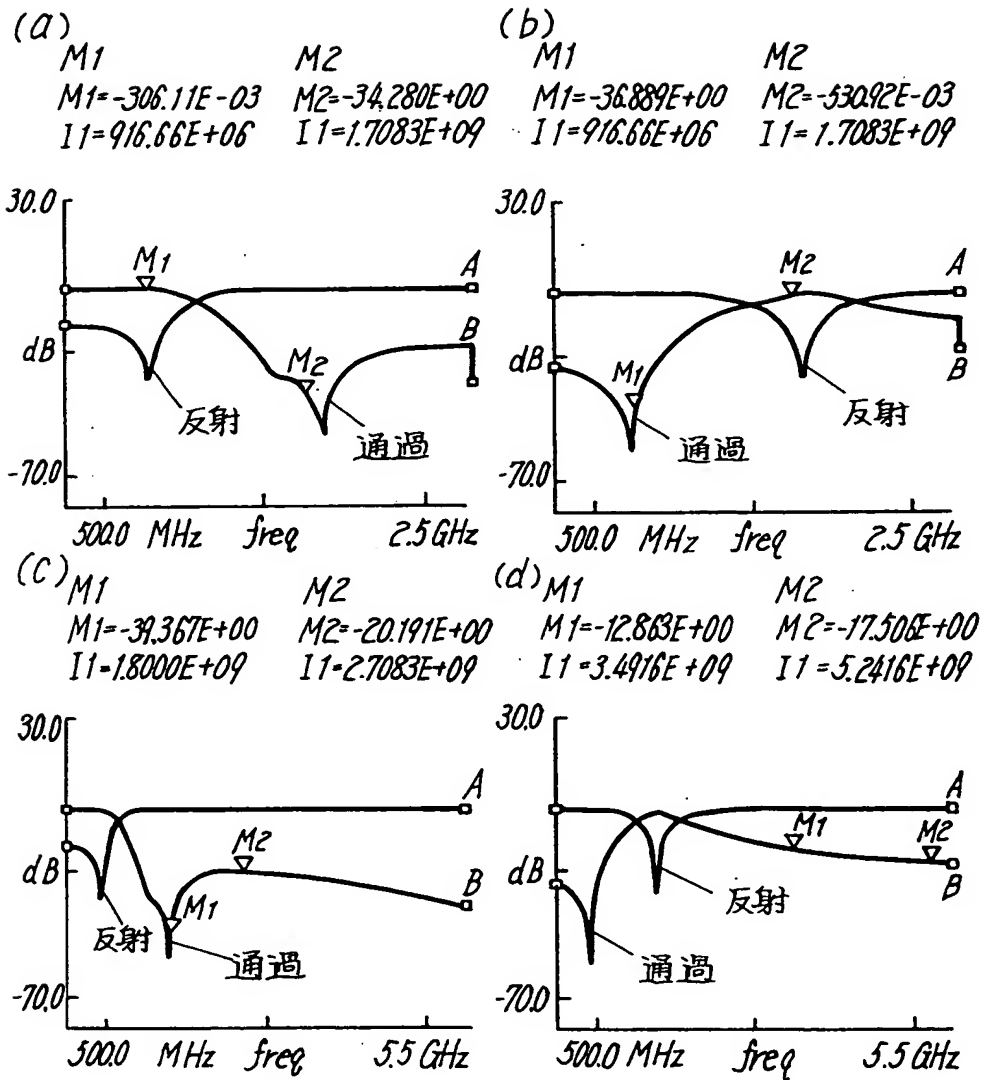 (a)
M1 M2
M1=-306.11E-03 M2=-34.280E+00
I1=916.66E+06 I1=1.7083E+09
30.0
M1
A
dB
M2
B
反射
通過
-70.0
500.0 MHz freq 2.5 GHz
(b)
M1 M2
M1=-36.889E+00 M2=-530.92E-03
I1=916.66E+06 I1=1.7083E+09
30.0
M2
A
dB
M1
B
反射
通過
-70.0
500.0 MHz freq 2.5 GHz
(c)
M1 M2
M1=-39.367E+00 M2=-20.191E+00
I1=1.8000E+09 I1=2.7083E+09
30.0
A
M2
dB
M1
B
反射
通過
-70.0
500.0 MHz freq 5.5 GHz
(d)
M1 M2
M1=-12.863E+00 M2=-17.506E+00
I1=3.4916E+09 I1=5.2416E+09
30.0
A
M1
M2
dB
B
反射
通過
-70.0
500.0 MHz freq 5.5 GHz